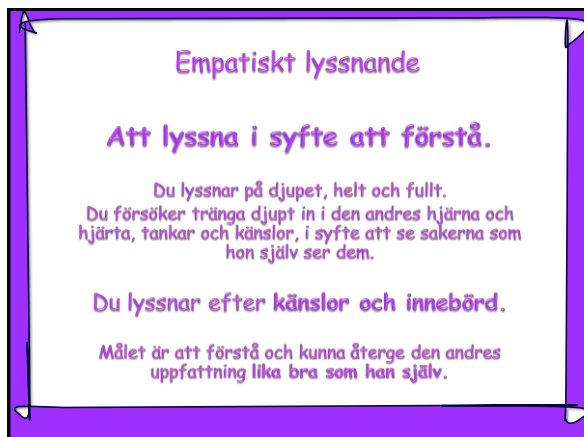 Empatiskt lyssnande
Att lyssna i syfte att förstå.
Du lyssnar på djupet, helt och fullt.
Du försöker tränga djupt in i den andres hjärna och
hjärta, tankar och känslor, i syfte att se sakerna som
hon själv ser dem.
Du lyssnar efter känslor och innebörd.
Målet är att förstå och kunna återge den andres
uppfattning lika bra som han själv.